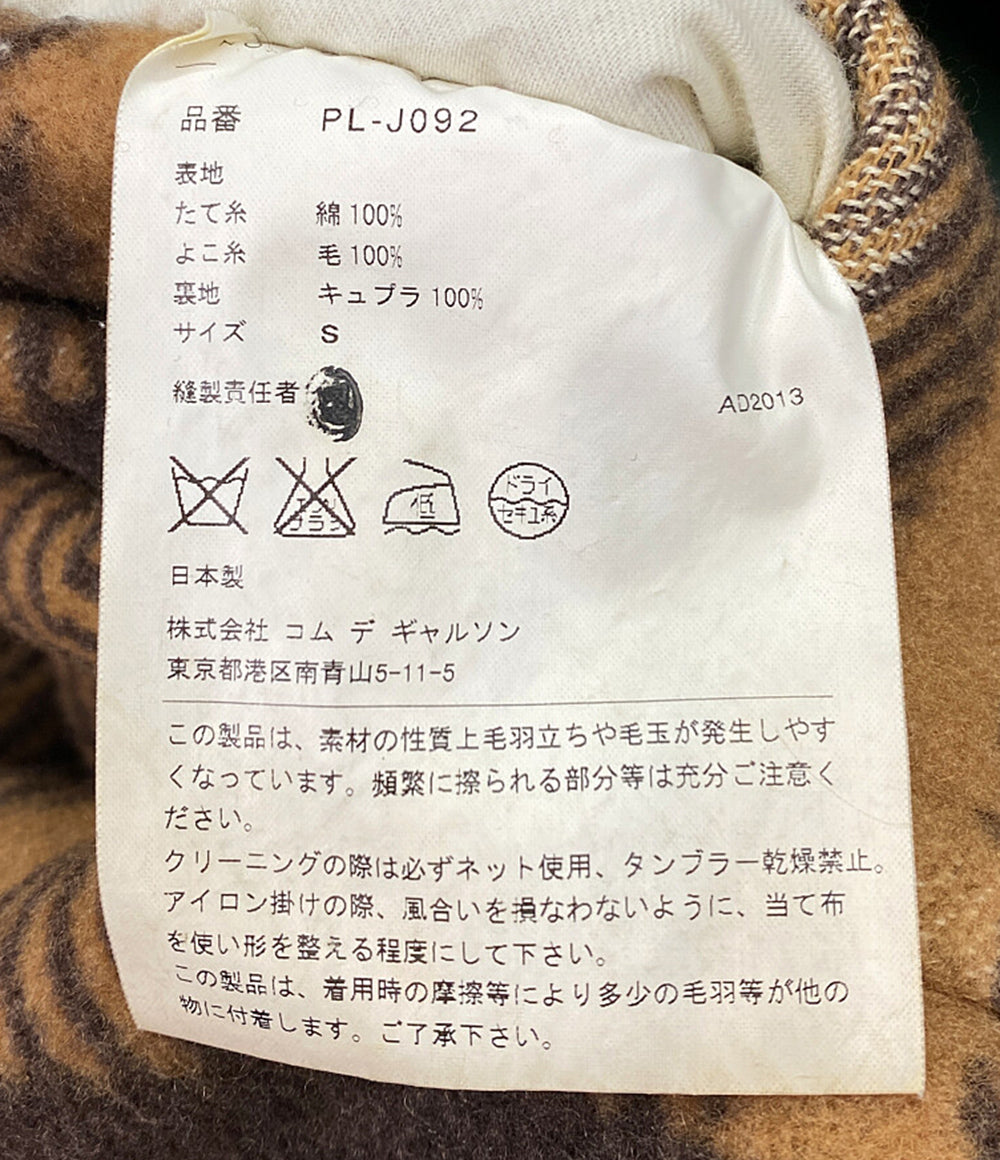 品番 PL-J092
表地
たて糸 綿 100%
よこ糸 毛 100%
裏地 キュプラ 100%
サイズ S
縫製責任者
AD2013
エンソ
ブラシ
低
ドライ
セキユ系
日本製
株式会社 コム デ ギャルソン
東京都港区南青山5-11-5
この製品は、素材の性質上毛羽立ちや毛玉が発生しやす
くなっています。頻繁に擦られる部分等は充分ご注意く
ださい。
クリーニングの際は必ずネット使用、タンブラー乾燥禁止。
アイロン掛けの際、風合いを損なわないように、当て布
を使い形を整える程度にして下さい。
この製品は、着用時の摩擦等により多少の毛羽等が他の
物に付着します。ご了承下さい。